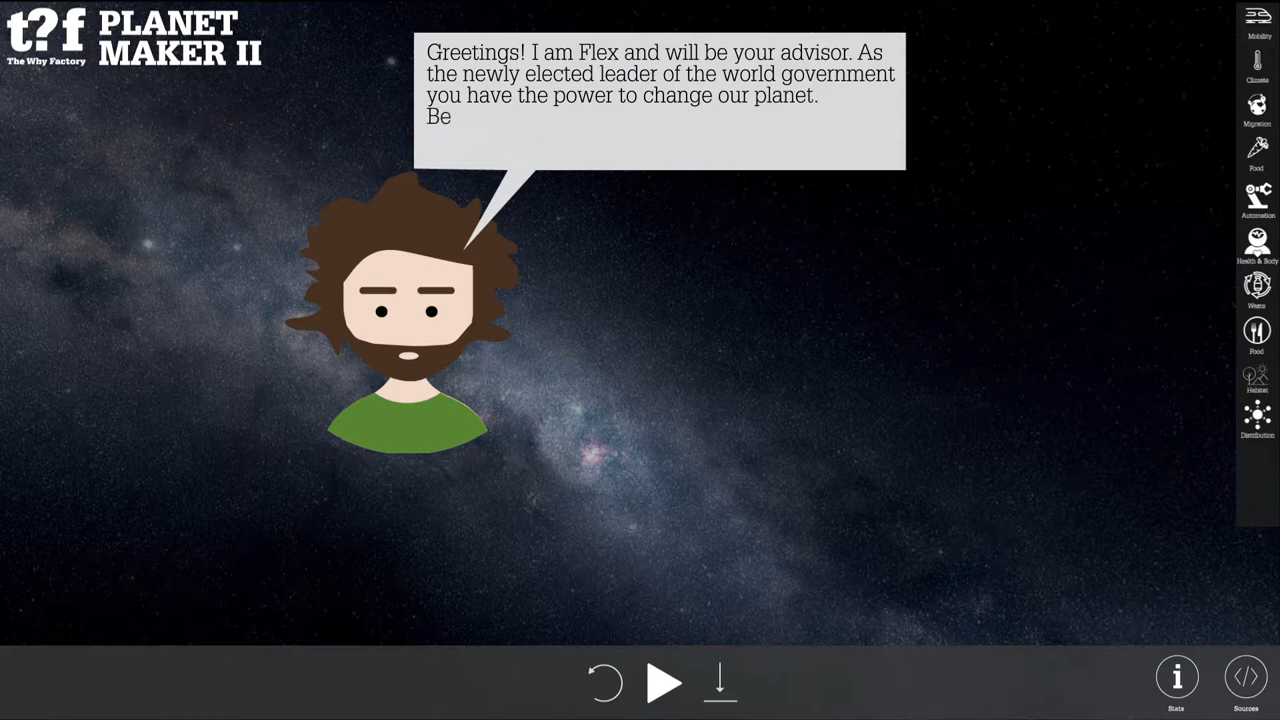 t?f PLANET
MAKER II
The Why Factory
Greetings! I am Flex and will be your advisor. As
the newly elected leader of the world government
you have the power to change our planet.
Be
Mobility
Climate
Migration
Food
Automation
Health & Body
Waste
Food
Habitat
Distribution
i
Stats
</>
Sources